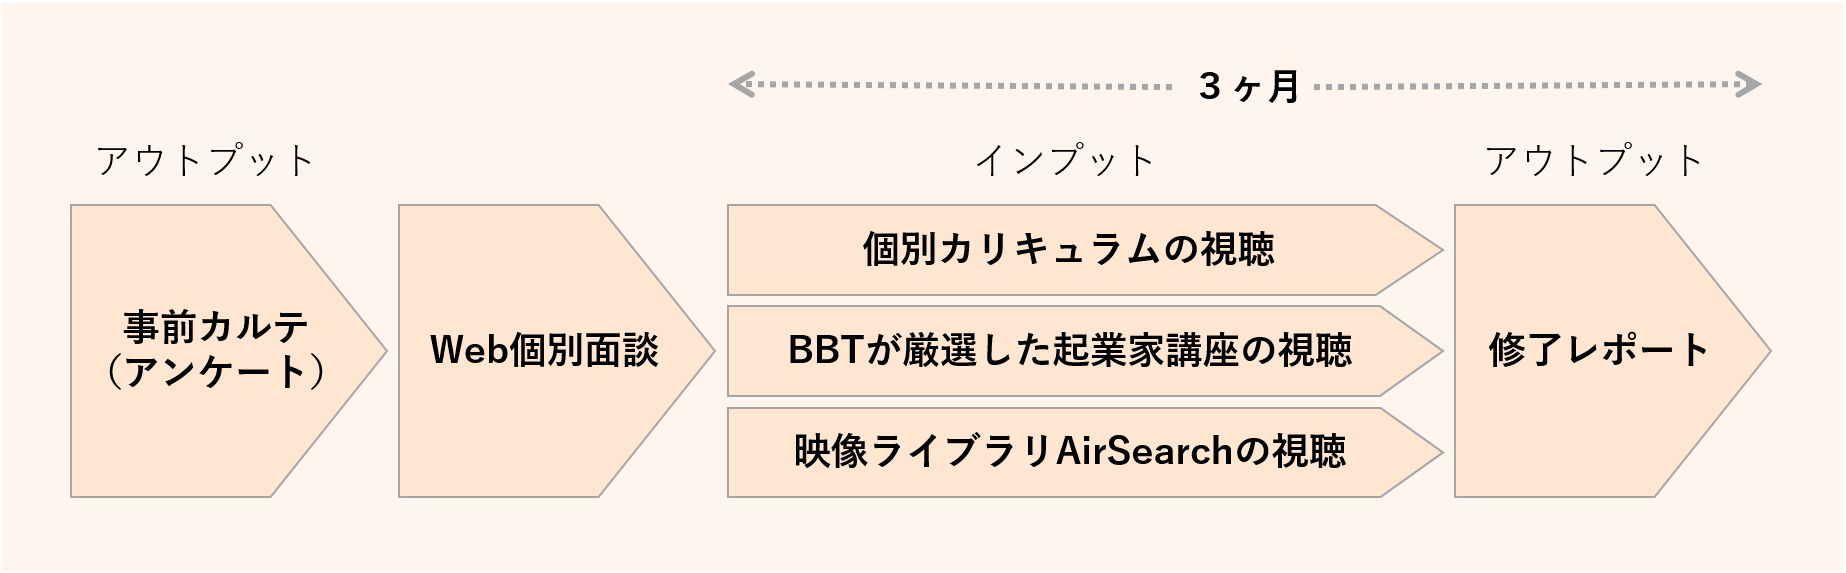 ３ヶ月
アウトプット
インプット
アウトプット
事前カルテ
（アンケート）
Web個別面談
個別カリキュラムの視聴
BBTが厳選した起業家講座の視聴
映像ライブラリAirSearchの視聴
修了レポート